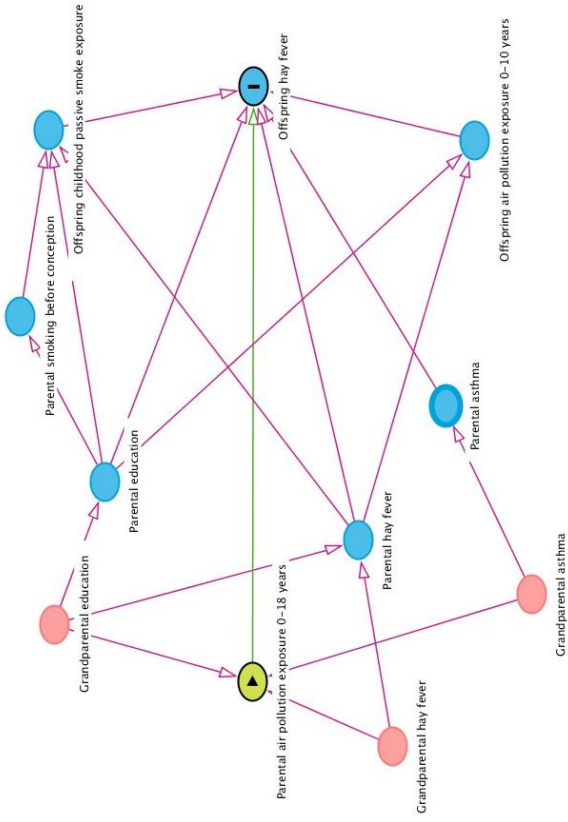 Offspring childhood passive smoke exposure
Offspring hay fever
Offspring air pollution exposure 0–10 years
Parental smoking before conception
Parental education
Parental asthma
Parental hay fever
Grandparental education
Parental air pollution exposure 0–18 years
Grandparental asthma
Grandparental hay fever